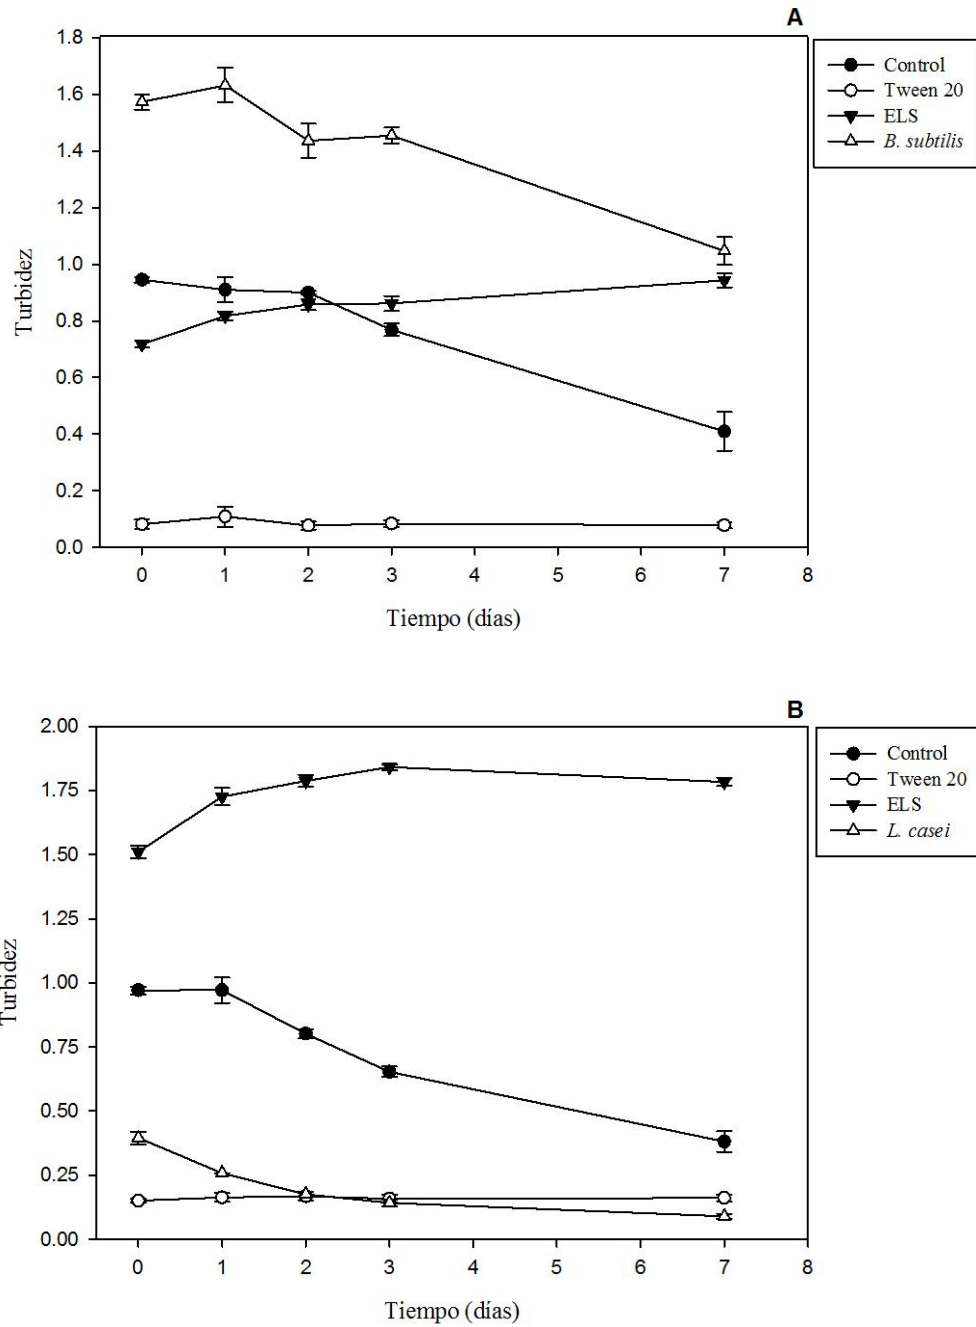 A
1.8
1.6
1.4
1.2
1.0
0.8
0.6
0.4
0.2
0.0
Turbidez
0 1 2 3 4 5 6 7 8
Tiempo (días)
Control
Tween 20
ELS
B. subtilis
B
2.00
1.75
1.50
1.25
1.00
0.75
0.50
0.25
0.00
Turbidez
0 1 2 3 4 5 6 7 8
Tiempo (días)
Control
Tween 20
ELS
L. casei